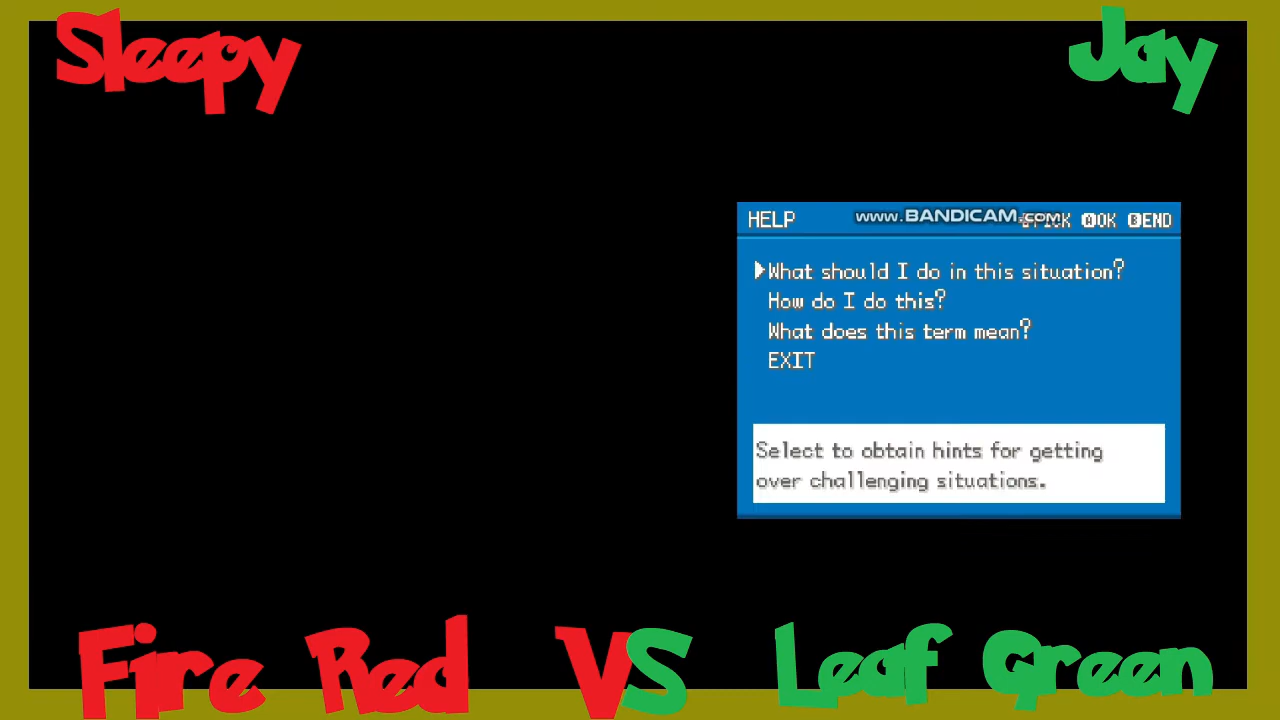 Sleepy
Jay
HELP www.BANDICAM.com PICK A OK B END
What should I do in this situation?
How do I do this?
What does this term mean?
EXIT
Select to obtain hints for getting
over challenging situations.
Fire Red VS Leaf Green